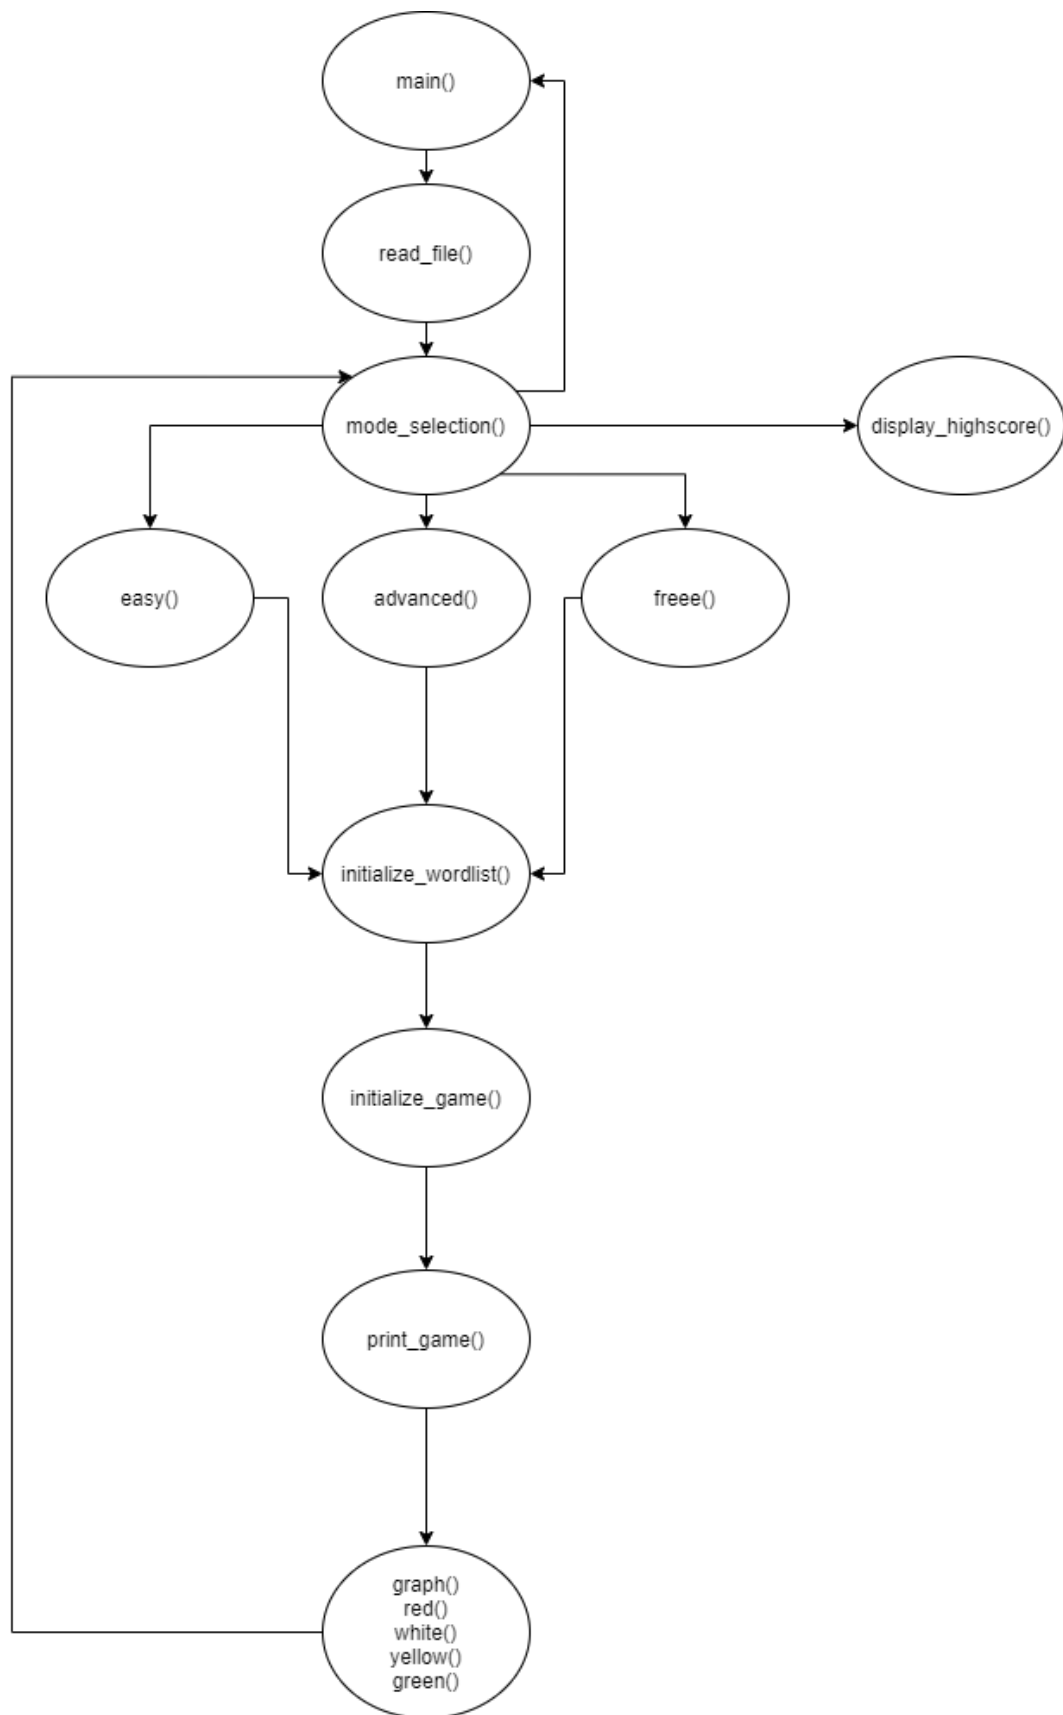 main()
read_file()
mode_selection()
display_highscore()
easy()
advanced()
freee()
initialize_wordlist()
initialize_game()
print_game()
graph()
red()
white()
yellow()
green()